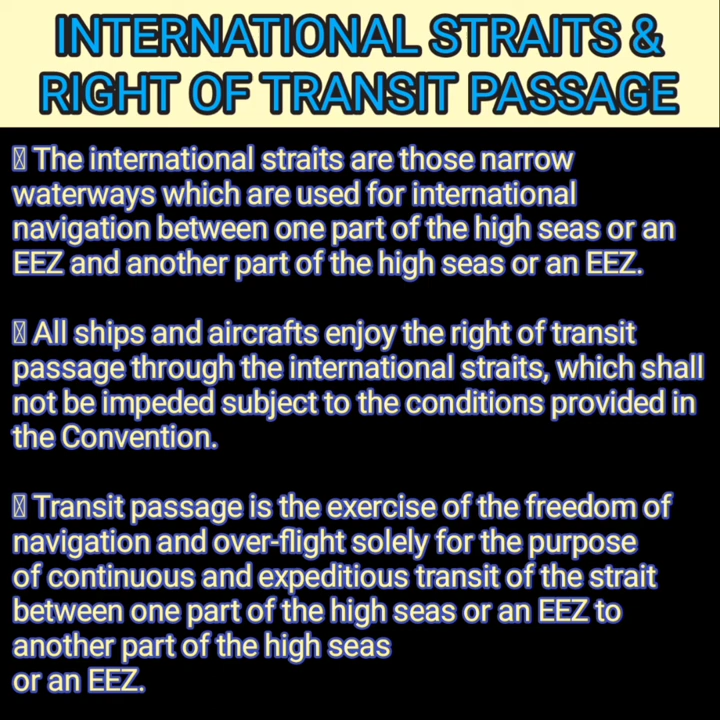 INTERNATIONAL STRAITS &
RIGHT OF TRANSIT PASSAGE
The international straits are those narrow
waterways which are used for international
navigation between one part of the high seas or an
EEZ and another part of the high seas or an EEZ.
All ships and aircrafts enjoy the right of transit
passage through the international straits, which shall
not be impeded subject to the conditions provided in
the Convention.
Transit passage is the exercise of the freedom of
navigation and over-flight solely for the purpose
of continuous and expeditious transit of the strait
between one part of the high seas or an EEZ to
another part of the high seas
or an EEZ.